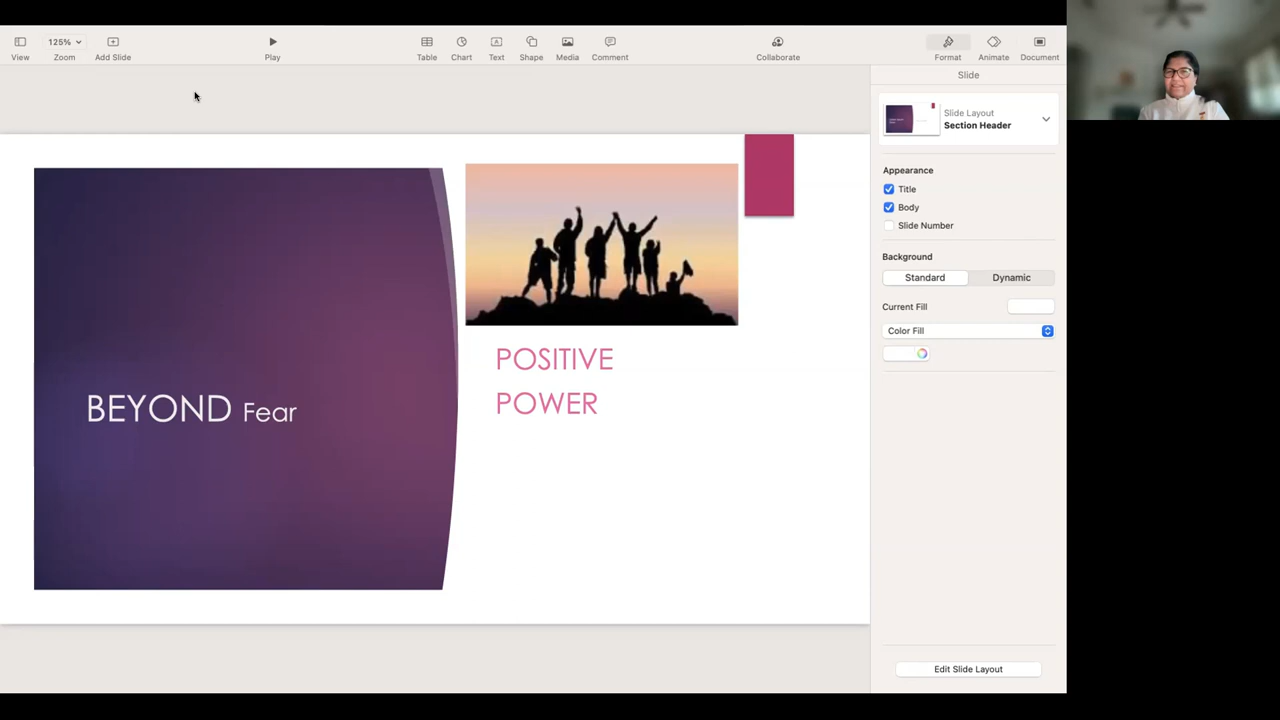 125%
View
Zoom
Add Slide
Play
Table
Chart
Text
Shape
Media
Comment
Collaborate
Format
Animate
Document
Slide
Slide Layout
Section Header
Appearance
Title
Body
Slide Number
Background
Standard
Dynamic
Current Fill
Color Fill
Edit Slide Layout
BEYOND Fear
POSITIVE
POWER